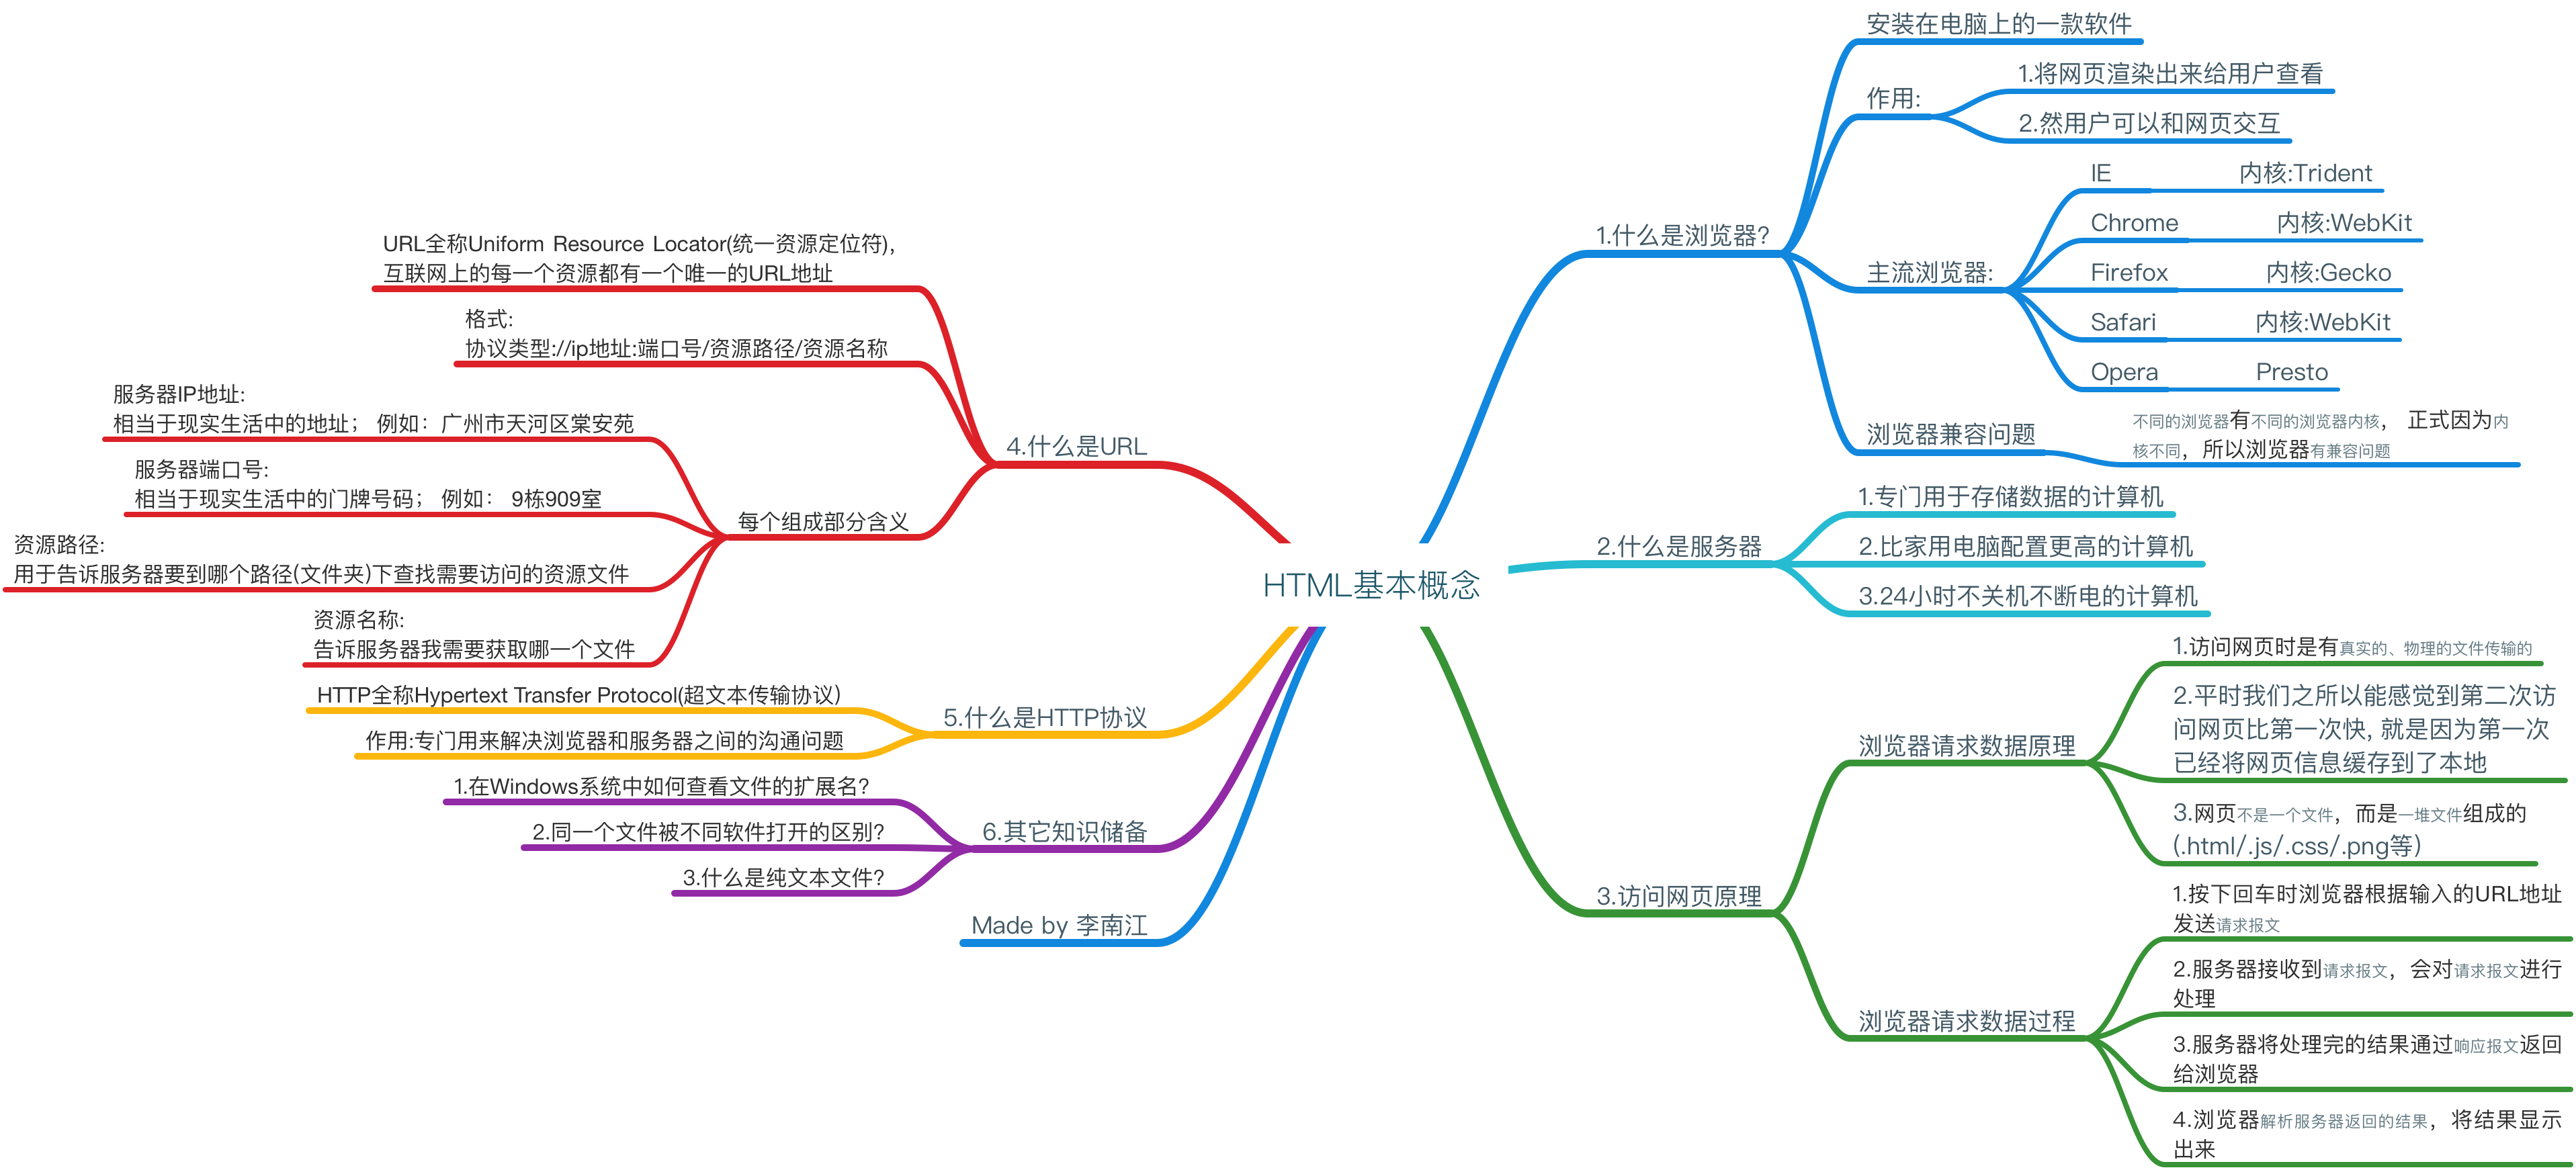 HTML基本概念
1.什么是浏览器?
安装在电脑上的一款软件
作用:
1.将网页渲染出来给用户查看
2.然用户可以和网页交互
主流浏览器:
IE 内核:Trident
Chrome 内核:WebKit
Firefox 内核:Gecko
Safari 内核:WebKit
Opera Presto
浏览器兼容问题
不同的浏览器有不同的浏览器内核， 正式因为内
核不同，所以浏览器有兼容问题
2.什么是服务器
1.专门用于存储数据的计算机
2.比家用电脑配置更高的计算机
3.24小时不关机不断电的计算机
3.访问网页原理
浏览器请求数据原理
1.访问网页时是有真实的、物理的文件传输的
2.平时我们之所以能感觉到第二次访
问网页比第一次快, 就是因为第一次
已经将网页信息缓存到了本地
3.网页不是一个文件，而是一堆文件组成的
(.html/.js/.css/.png等)
浏览器请求数据过程
1.按下回车时浏览器根据输入的URL地址
发送请求报文
2.服务器接收到请求报文，会对请求报文进行
处理
3.服务器将处理完的结果通过响应报文返回
给浏览器
4.浏览器解析服务器返回的结果，将结果显示
出来
4.什么是URL
URL全称Uniform Resource Locator(统一资源定位符)，
互联网上的每一个资源都有一个唯一的URL地址
格式:
协议类型://ip地址:端口号/资源路径/资源名称
每个组成部分含义
服务器IP地址:
相当于现实生活中的地址； 例如：广州市天河区棠安苑
服务器端口号:
相当于现实生活中的门牌号码； 例如： 9栋909室
资源路径:
用于告诉服务器要到哪个路径(文件夹)下查找需要访问的资源文件
资源名称:
告诉服务器我需要获取哪一个文件
5.什么是HTTP协议
HTTP全称Hypertext Transfer Protocol(超文本传输协议)
作用:专门用来解决浏览器和服务器之间的沟通问题
6.其它知识储备
1.在Windows系统中如何查看文件的扩展名?
2.同一个文件被不同软件打开的区别?
3.什么是纯文本文件?
Made by 李南江